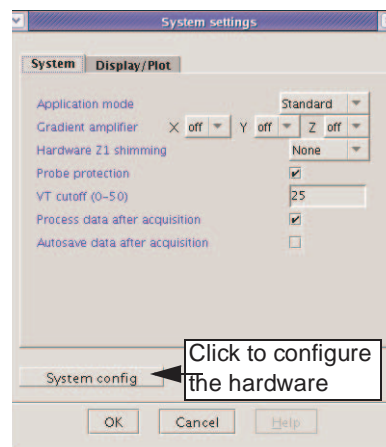 System settings
System Display/Plot
Application mode Standard
Gradient amplifier X off Y off Z off
Hardware Z1 shimming None
Probe protection
VT cutoff (0-50) 25
Process data after acquisition
Autosave data after acquisition
Click to configure
System config the hardware
OK Cancel Help